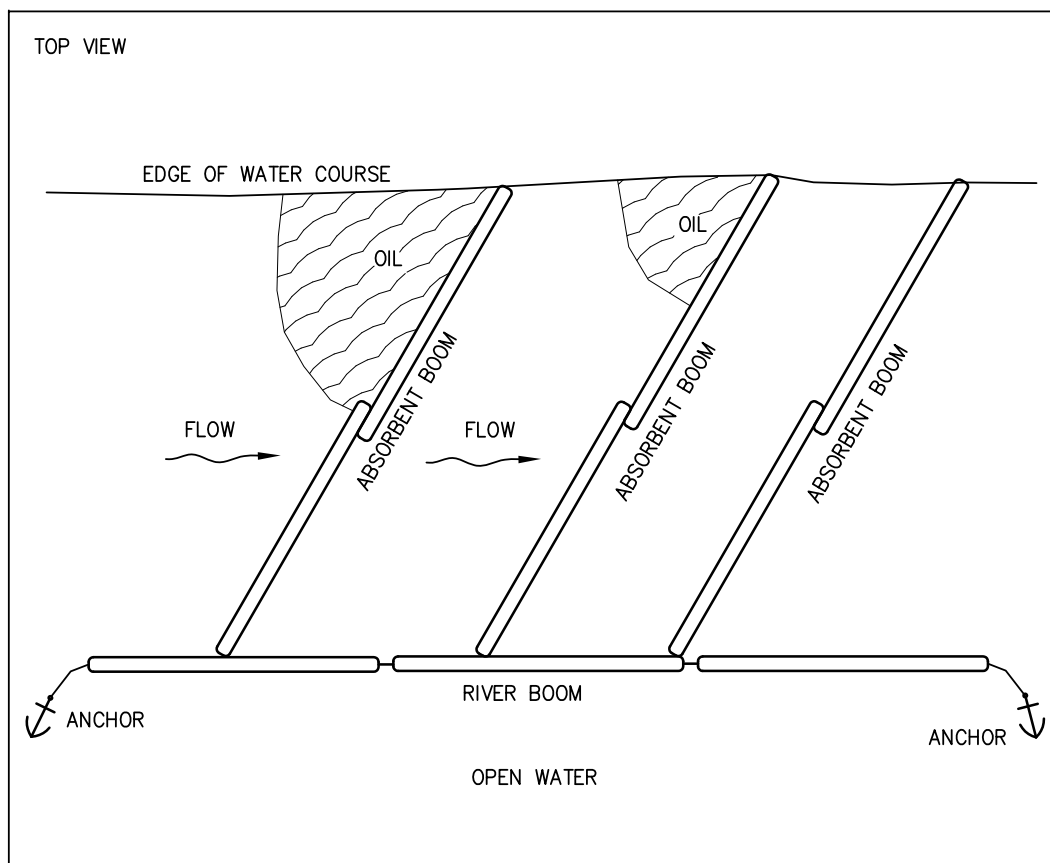 TOP VIEW
EDGE OF WATER COURSE
OIL
OIL
ABSORBENT BOOM
ABSORBENT BOOM
ABSORBENT BOOM
FLOW
FLOW
RIVER BOOM
ANCHOR
ANCHOR
OPEN WATER